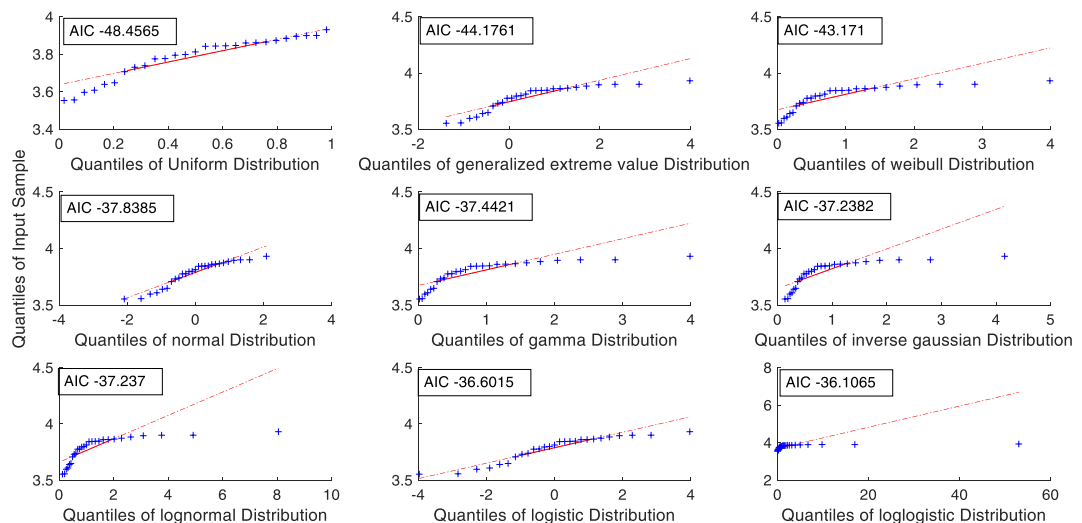 AIC -48.4565
4
3.8
3.6
3.4
0 0.2 0.4 0.6 0.8 1
Quantiles of Uniform Distribution
AIC -44.1761
4.5
4
3.5
-2 0 2 4
Quantiles of generalized extreme value Distribution
AIC -43.171
4.5
4
3.5
0 1 2 3 4
Quantiles of weibull Distribution
Quantiles of Input Sample
AIC -37.8385
4.5
4
3.5
-4 -2 0 2 4
Quantiles of normal Distribution
AIC -37.4421
4.5
4
3.5
0 1 2 3 4
Quantiles of gamma Distribution
AIC -37.2382
4.5
4
3.5
0 1 2 3 4 5
Quantiles of inverse gaussian Distribution
AIC -37.237
4.5
4
3.5
0 2 4 6 8 10
Quantiles of lognormal Distribution
AIC -36.6015
4.5
4
3.5
-4 -2 0 2 4
Quantiles of logistic Distribution
AIC -36.1065
8
6
4
2
0 20 40 60
Quantiles of loglogistic Distribution